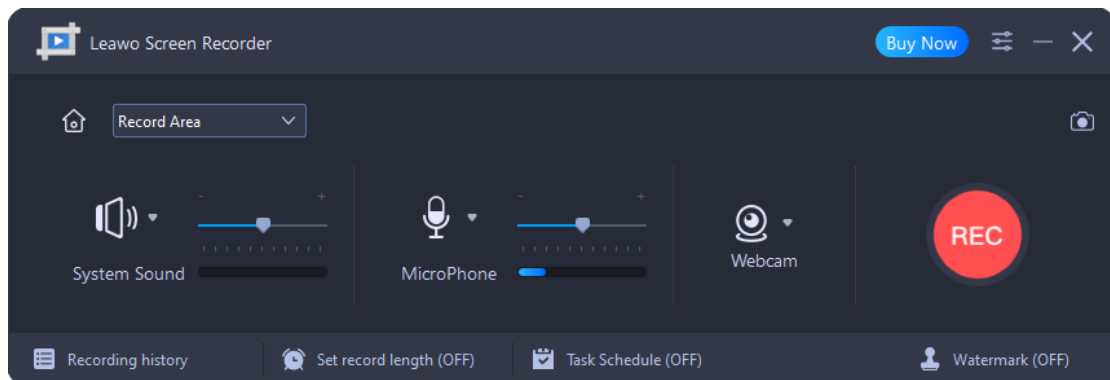 Leawo Screen Recorder
Buy Now
Record Area
- +
- +
System Sound
MicroPhone
Webcam
REC
Recording history
Set record length (OFF)
Task Schedule (OFF)
Watermark (OFF)